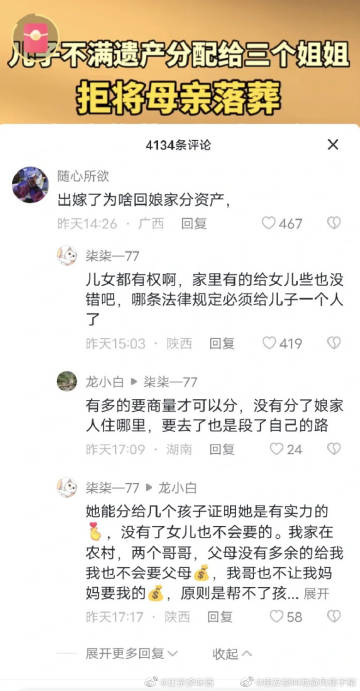 儿子不满遗产分配给三个姐姐
拒将母亲落葬
4134条评论
随心所欲
出嫁了为啥回娘家分资产，
昨天14:26 · 广西 回复 467
柒柒—77
儿女都有权啊，家里有的给女儿些也没
错吧，哪条法律规定必须给儿子一个人
了
昨天15:03 · 陕西 回复 419
龙小白 ▶ 柒柒—77
有多的要商量才可以分，没有分了娘家
人住哪里，要去了也是段了自己的路
昨天17:09 · 湖南 回复 24
柒柒—77 ▶ 龙小白
她能分给几个孩子证明她是有实力的
🫰，没有了女儿也不会要的。我家在
农村，两个哥哥，父母没有多余的给我
我也不会要父母💰，我哥也不让我妈
妈要我的💰，原则是帮不了孩... 展开
昨天17:17 · 陕西 回复 58
展开更多回复 收起